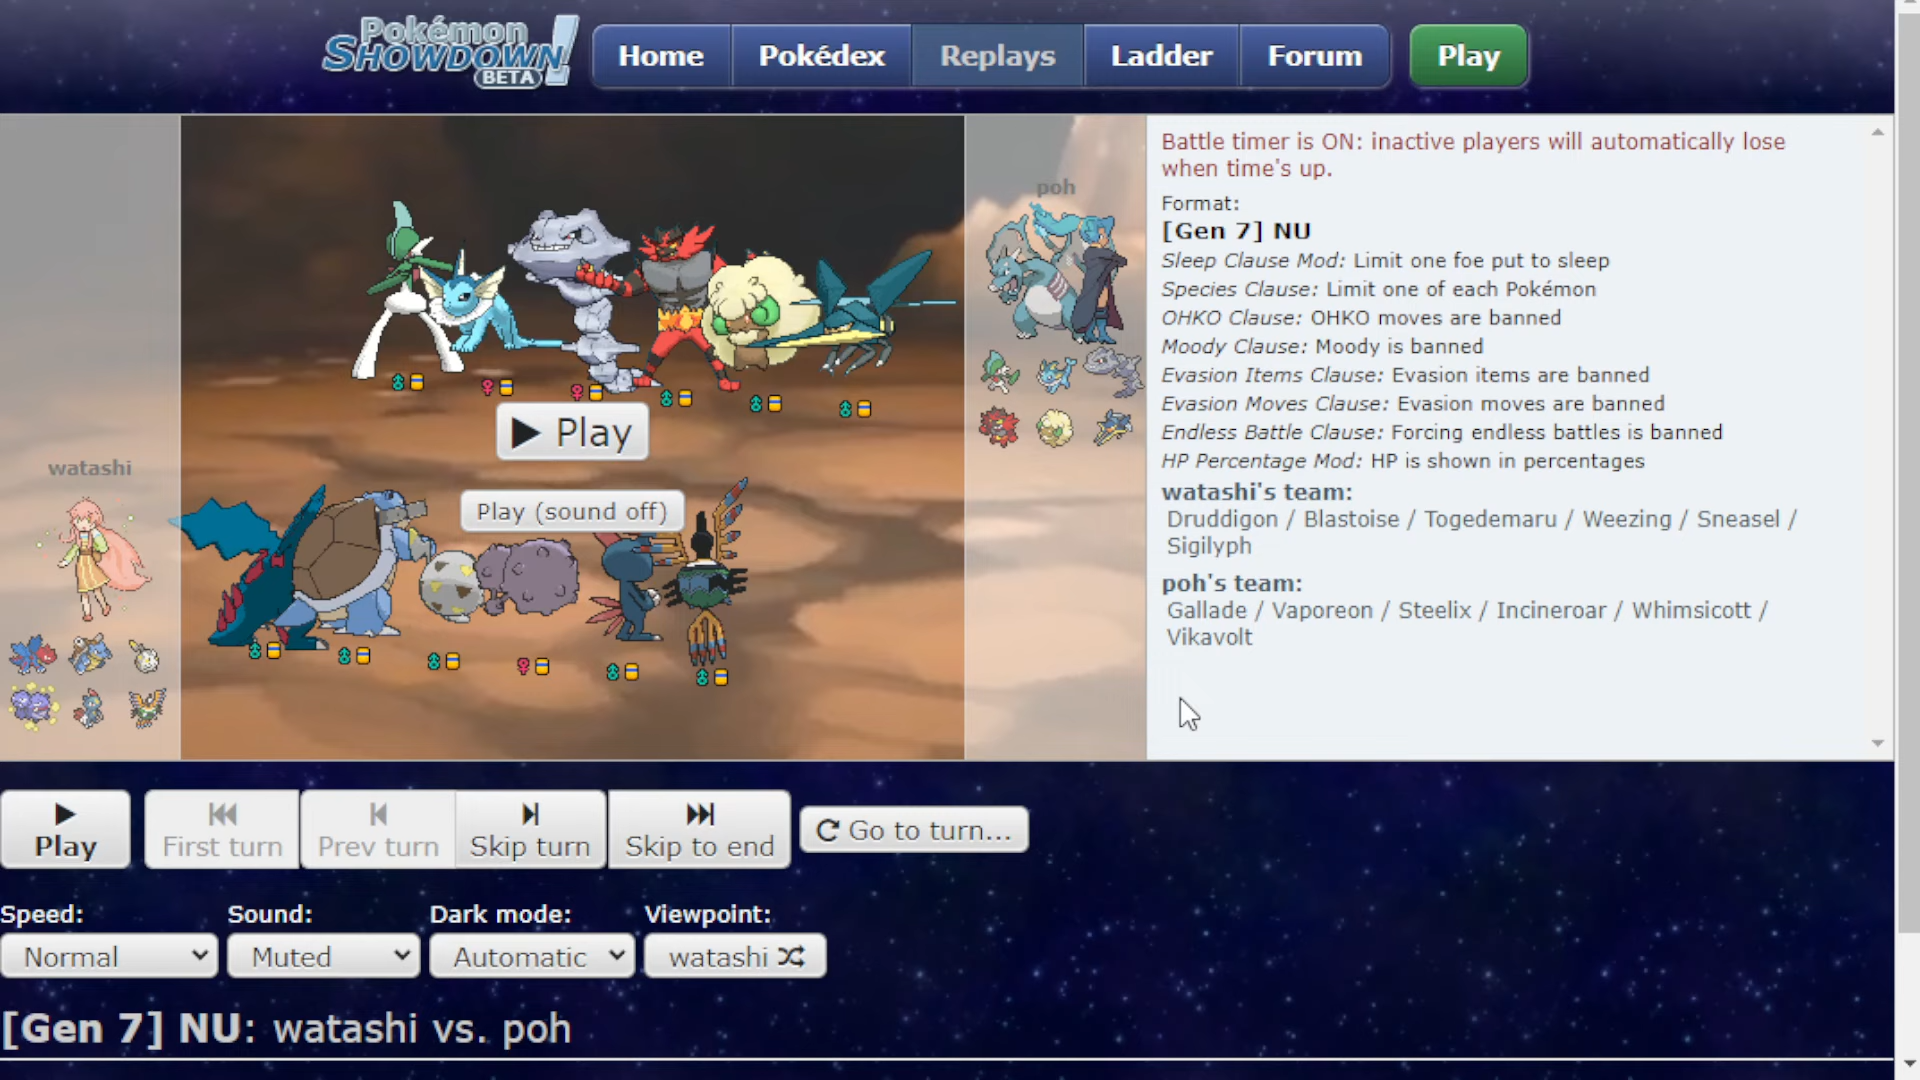 Pokémon
SHOWDOWN!
BETA
Home
Pokédex
Replays
Ladder
Forum
Play
watashi
poh
Play
Play (sound off)
Battle timer is ON: inactive players will automatically lose
when time's up.
Format:
[Gen 7] NU
Sleep Clause Mod: Limit one foe put to sleep
Species Clause: Limit one of each Pokémon
OHKO Clause: OHKO moves are banned
Moody Clause: Moody is banned
Evasion Items Clause: Evasion items are banned
Evasion Moves Clause: Evasion moves are banned
Endless Battle Clause: Forcing endless battles is banned
HP Percentage Mod: HP is shown in percentages
watashi's team:
Druddigon / Blastoise / Togedemaru / Weezing / Sneasel /
Sigilyph
poh's team:
Gallade / Vaporeon / Steelix / Incineroar / Whimsicott /
Vikavolt
Play
First turn
Prev turn
Skip turn
Skip to end
Go to turn...
Speed:
Sound:
Dark mode:
Viewpoint:
Normal
Muted
Automatic
watashi
[Gen 7] NU: watashi vs. poh